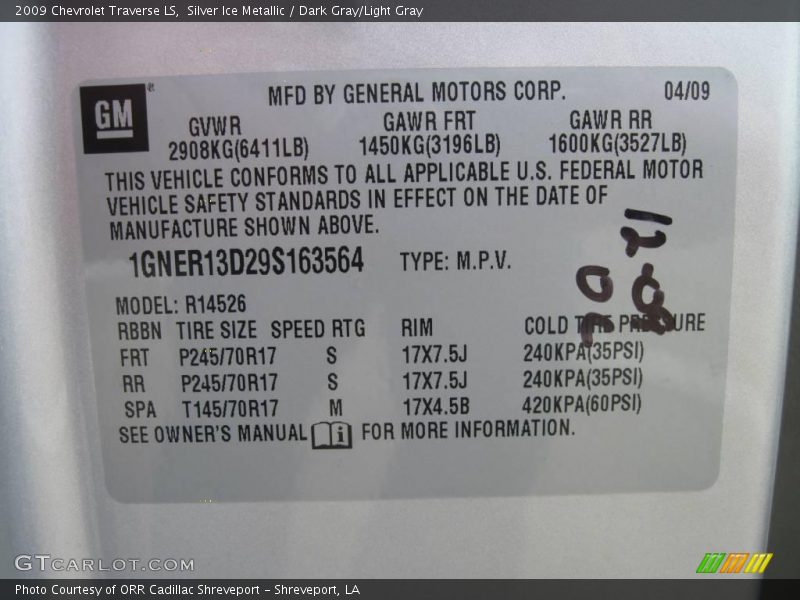 2009 Chevrolet Traverse LS, Silver Ice Metallic / Dark Gray/Light Gray
GM®
MFD BY GENERAL MOTORS CORP. 04/09
GVWR GAWR FRT GAWR RR
2908KG(6411LB) 1450KG(3196LB) 1600KG(3527LB)
THIS VEHICLE CONFORMS TO ALL APPLICABLE U.S. FEDERAL MOTOR
VEHICLE SAFETY STANDARDS IN EFFECT ON THE DATE OF
MANUFACTURE SHOWN ABOVE.
1GNER13D29S163564 TYPE: M.P.V.
MODEL: R14526
RBBN TIRE SIZE SPEED RTG RIM COLD TIRE PRESSURE
FRT P245/70R17 S 17X7.5J 240KPA(35PSI)
RR P245/70R17 S 17X7.5J 240KPA(35PSI)
SPA T145/70R17 M 17X4.5B 420KPA(60PSI)
SEE OWNER'S MANUAL i FOR MORE INFORMATION.
GTCARLOT.COM
Photo Courtesy of ORR Cadillac Shreveport - Shreveport, LA